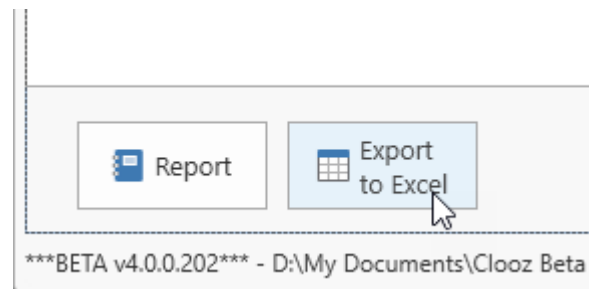 Report
Export
to Excel
***BETA v4.0.0.202*** - D:\My Documents\Clooz Beta